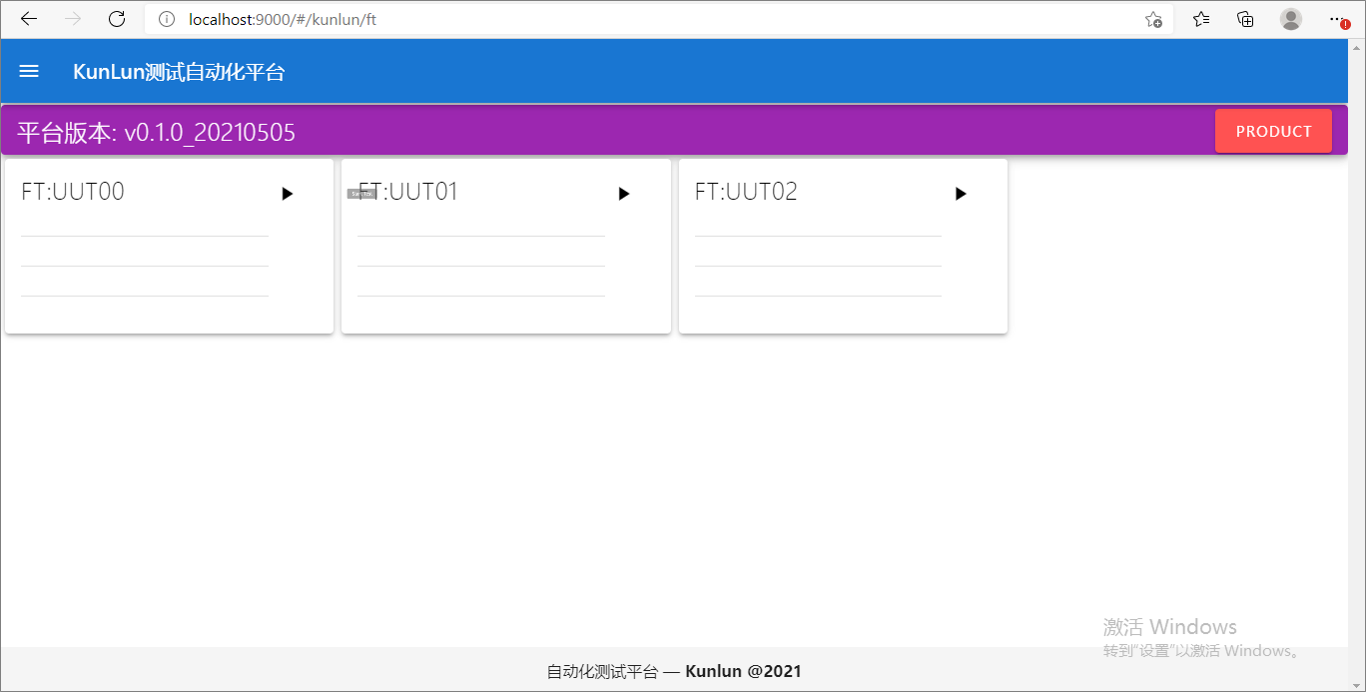 localhost:9000/#/kunlun/ft
KunLun测试自动化平台
平台版本: v0.1.0_20210505
PRODUCT
FT:UUT00
FT:UUT01
FT:UUT02
激活 Windows
转到“设置”以激活 Windows。
自动化测试平台 — Kunlun @2021